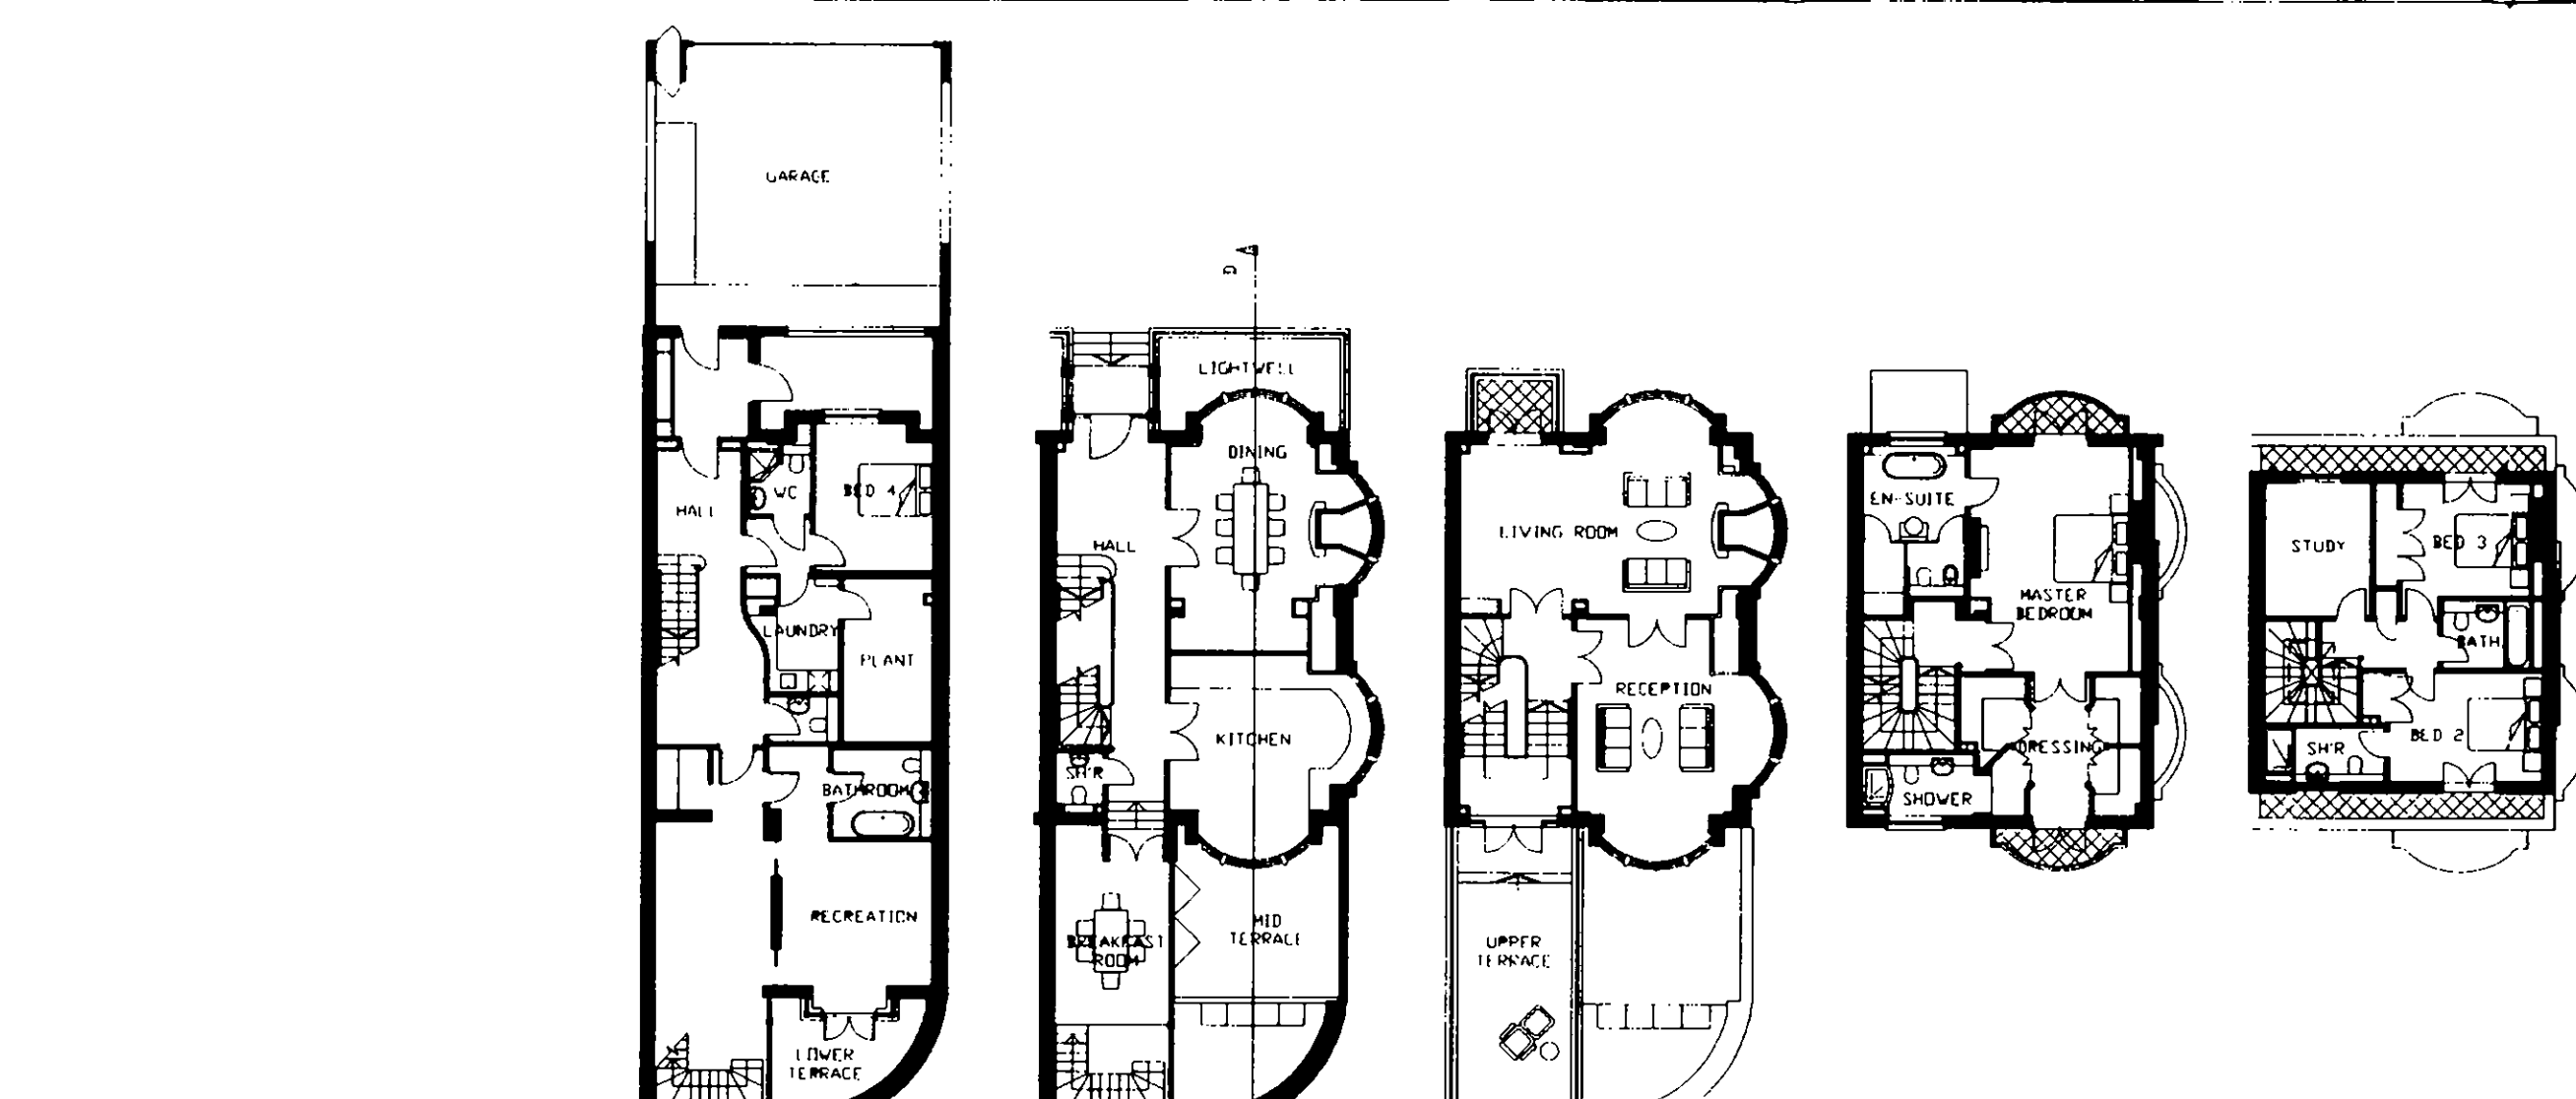 GARAGE
HALL
WC
BED 4
LAUNDRY
PLANT
BATHROOM
RECREATION
LOWER
TERRACE
G
LIGHTWELL
DINING
HALL
KITCHEN
SH'R
BREAKFAST
ROOM
MID
TERRACE
LIVING ROOM
RECEPTION
UPPER
TERRACE
EN-SUITE
MASTER
BEDROOM
DRESSING
SHOWER
STUDY
BED 3
BATH
BED 2
SH'R